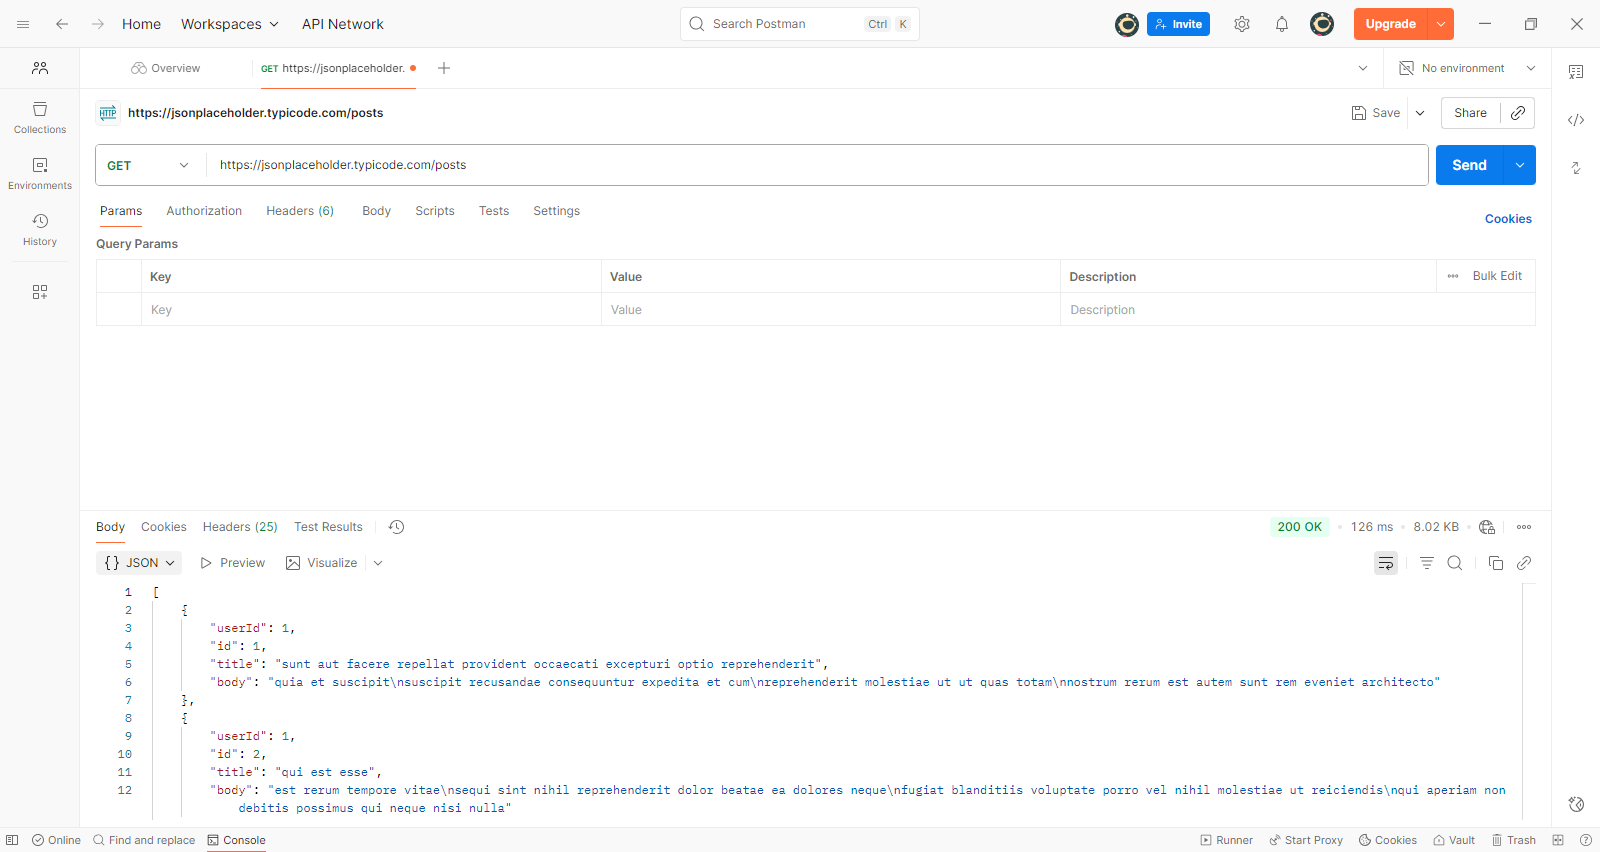 Home Workspaces API Network Search Postman Ctrl K Invite Upgrade
Overview GET https://jsonplaceholder. No environment
HTTP https://jsonplaceholder.typicode.com/posts Save Share
GET https://jsonplaceholder.typicode.com/posts Send
Collections
Environments
History
Params Authorization Headers (6) Body Scripts Tests Settings Cookies
Query Params
Key Value Description Bulk Edit
Key Value Description
Body Cookies Headers (25) Test Results 200 OK 126 ms 8.02 KB
{} JSON Preview Visualize
1 [
2 {
3 "userId": 1,
4 "id": 1,
5 "title": "sunt aut facere repellat provident occaecati excepturi optio reprehenderit",
6 "body": "quia et suscipit\nsuscipit recusandae consequuntur expedita et cum\nreprehenderit molestiae ut ut quas totam\nnostrum rerum est autem sunt rem eveniet architecto"
7 },
8 {
9 "userId": 1,
10 "id": 2,
11 "title": "qui est esse",
12 "body": "est rerum tempore vitae\nsequi sint nihil reprehenderit dolor beatae ea dolores neque\nfugiat blanditiis voluptate porro vel nihil molestiae ut reiciendis\nqui aperiam non
debitis possimus qui neque nisi nulla"
Online Find and replace Console Runner Start Proxy Cookies Vault Trash